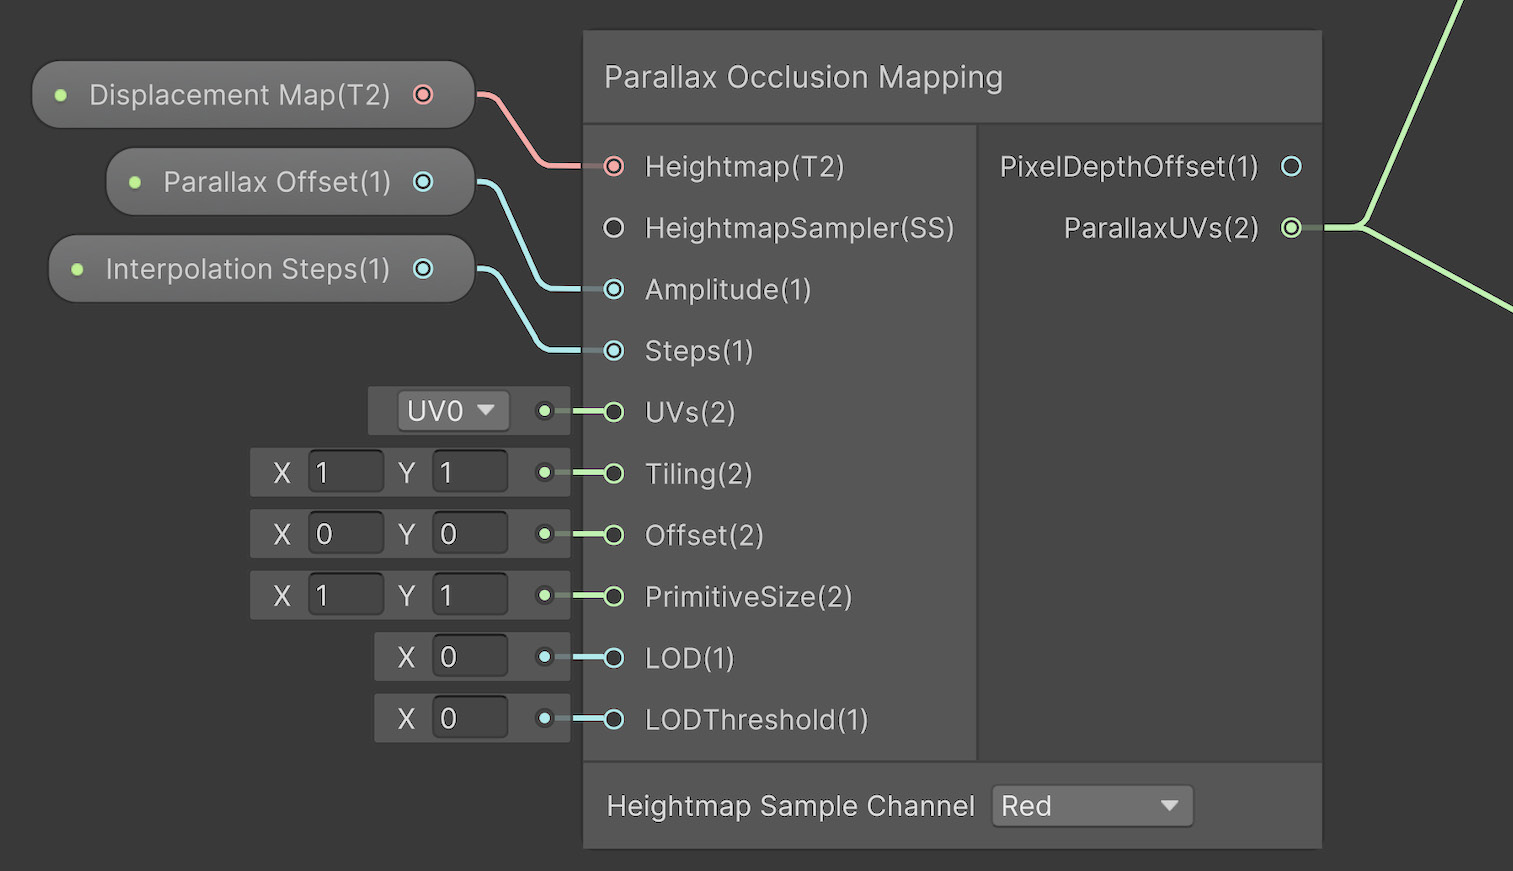 Parallax Occlusion Mapping
Displacement Map(T2)
Parallax Offset(1)
Interpolation Steps(1)
Heightmap(T2)
HeightmapSampler(SS)
Amplitude(1)
Steps(1)
UV0 UVs(2)
X 1 Y 1 Tiling(2)
X 0 Y 0 Offset(2)
X 1 Y 1 PrimitiveSize(2)
X 0 LOD(1)
X 0 LODThreshold(1)
PixelDepthOffset(1)
ParallaxUVs(2)
Heightmap Sample Channel Red